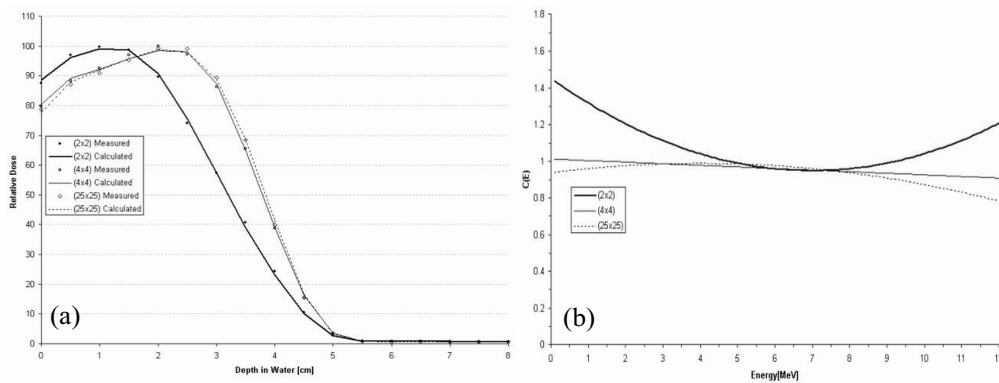 110
100
90
80
70
60
50
40
30
20
10
0
Relative Dose
(2x2) Measured
(2x2) Calculated
(4x4) Measured
(4x4) Calculated
(25x25) Measured
(25x25) Calculated
(a)
0 1 2 3 4 5 6 7 8
Depth in Water [cm]
1.8
1.6
1.4
1.2
1
0.8
0.6
0.4
0.2
0
C(E)
(2x2)
(4x4)
(25x25)
(b)
0 1 2 3 4 5 6 7 8 9 10 11 12
Energy[MeV]